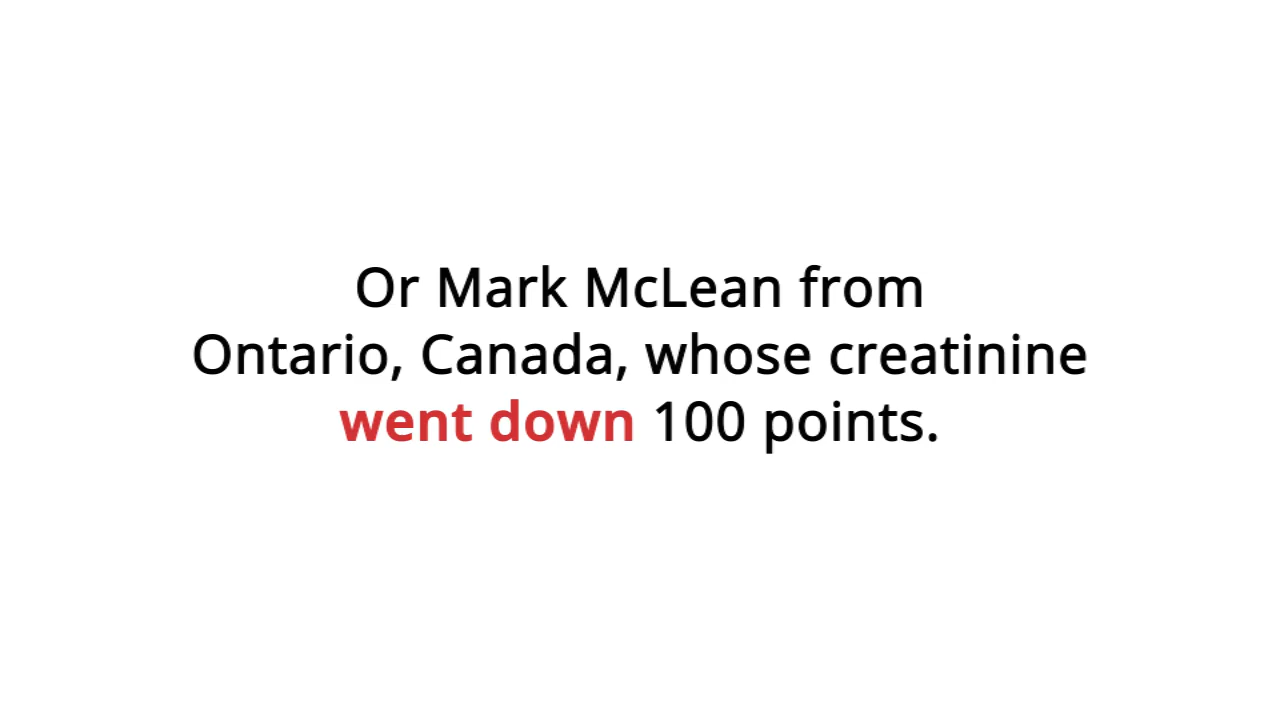 Or Mark McLean from
Ontario, Canada, whose creatinine
went down 100 points.